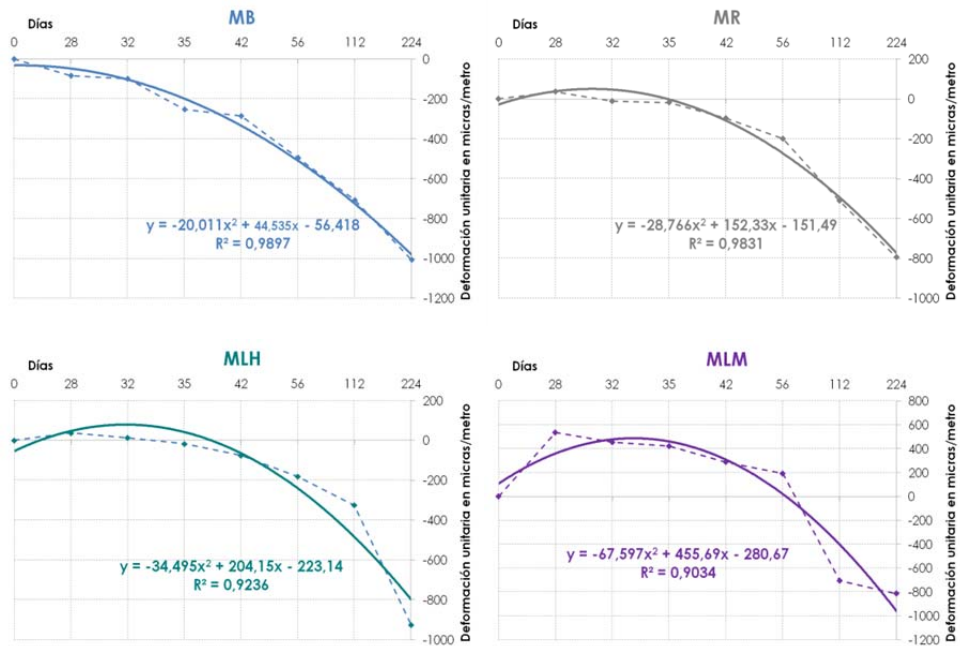 MB
Días
0 28 32 35 42 56 112 224
0
-200
-400
-600
-800
-1000
-1200
Deformación unitaria en micras/metro
y = -20,011x² + 44,535x - 56,418
R² = 0,9897
MR
Días
0 28 32 35 42 56 112 224
200
0
-200
-400
-600
-800
-1000
Deformación unitaria en micras/metro
y = -28,766x² + 152,33x - 151,49
R² = 0,9831
MLH
Días
0 28 32 35 42 56 112 224
200
0
-200
-400
-600
-800
-1000
Deformación unitaria en micras/metro
y = -34,495x² + 204,15x - 223,14
R² = 0,9236
MLM
Días
0 28 32 35 42 56 112 224
800
600
400
200
0
-200
-400
-600
-800
-1000
-1200
Deformación unitaria en micras/metro
y = -67,597x² + 455,69x - 280,67
R² = 0,9034